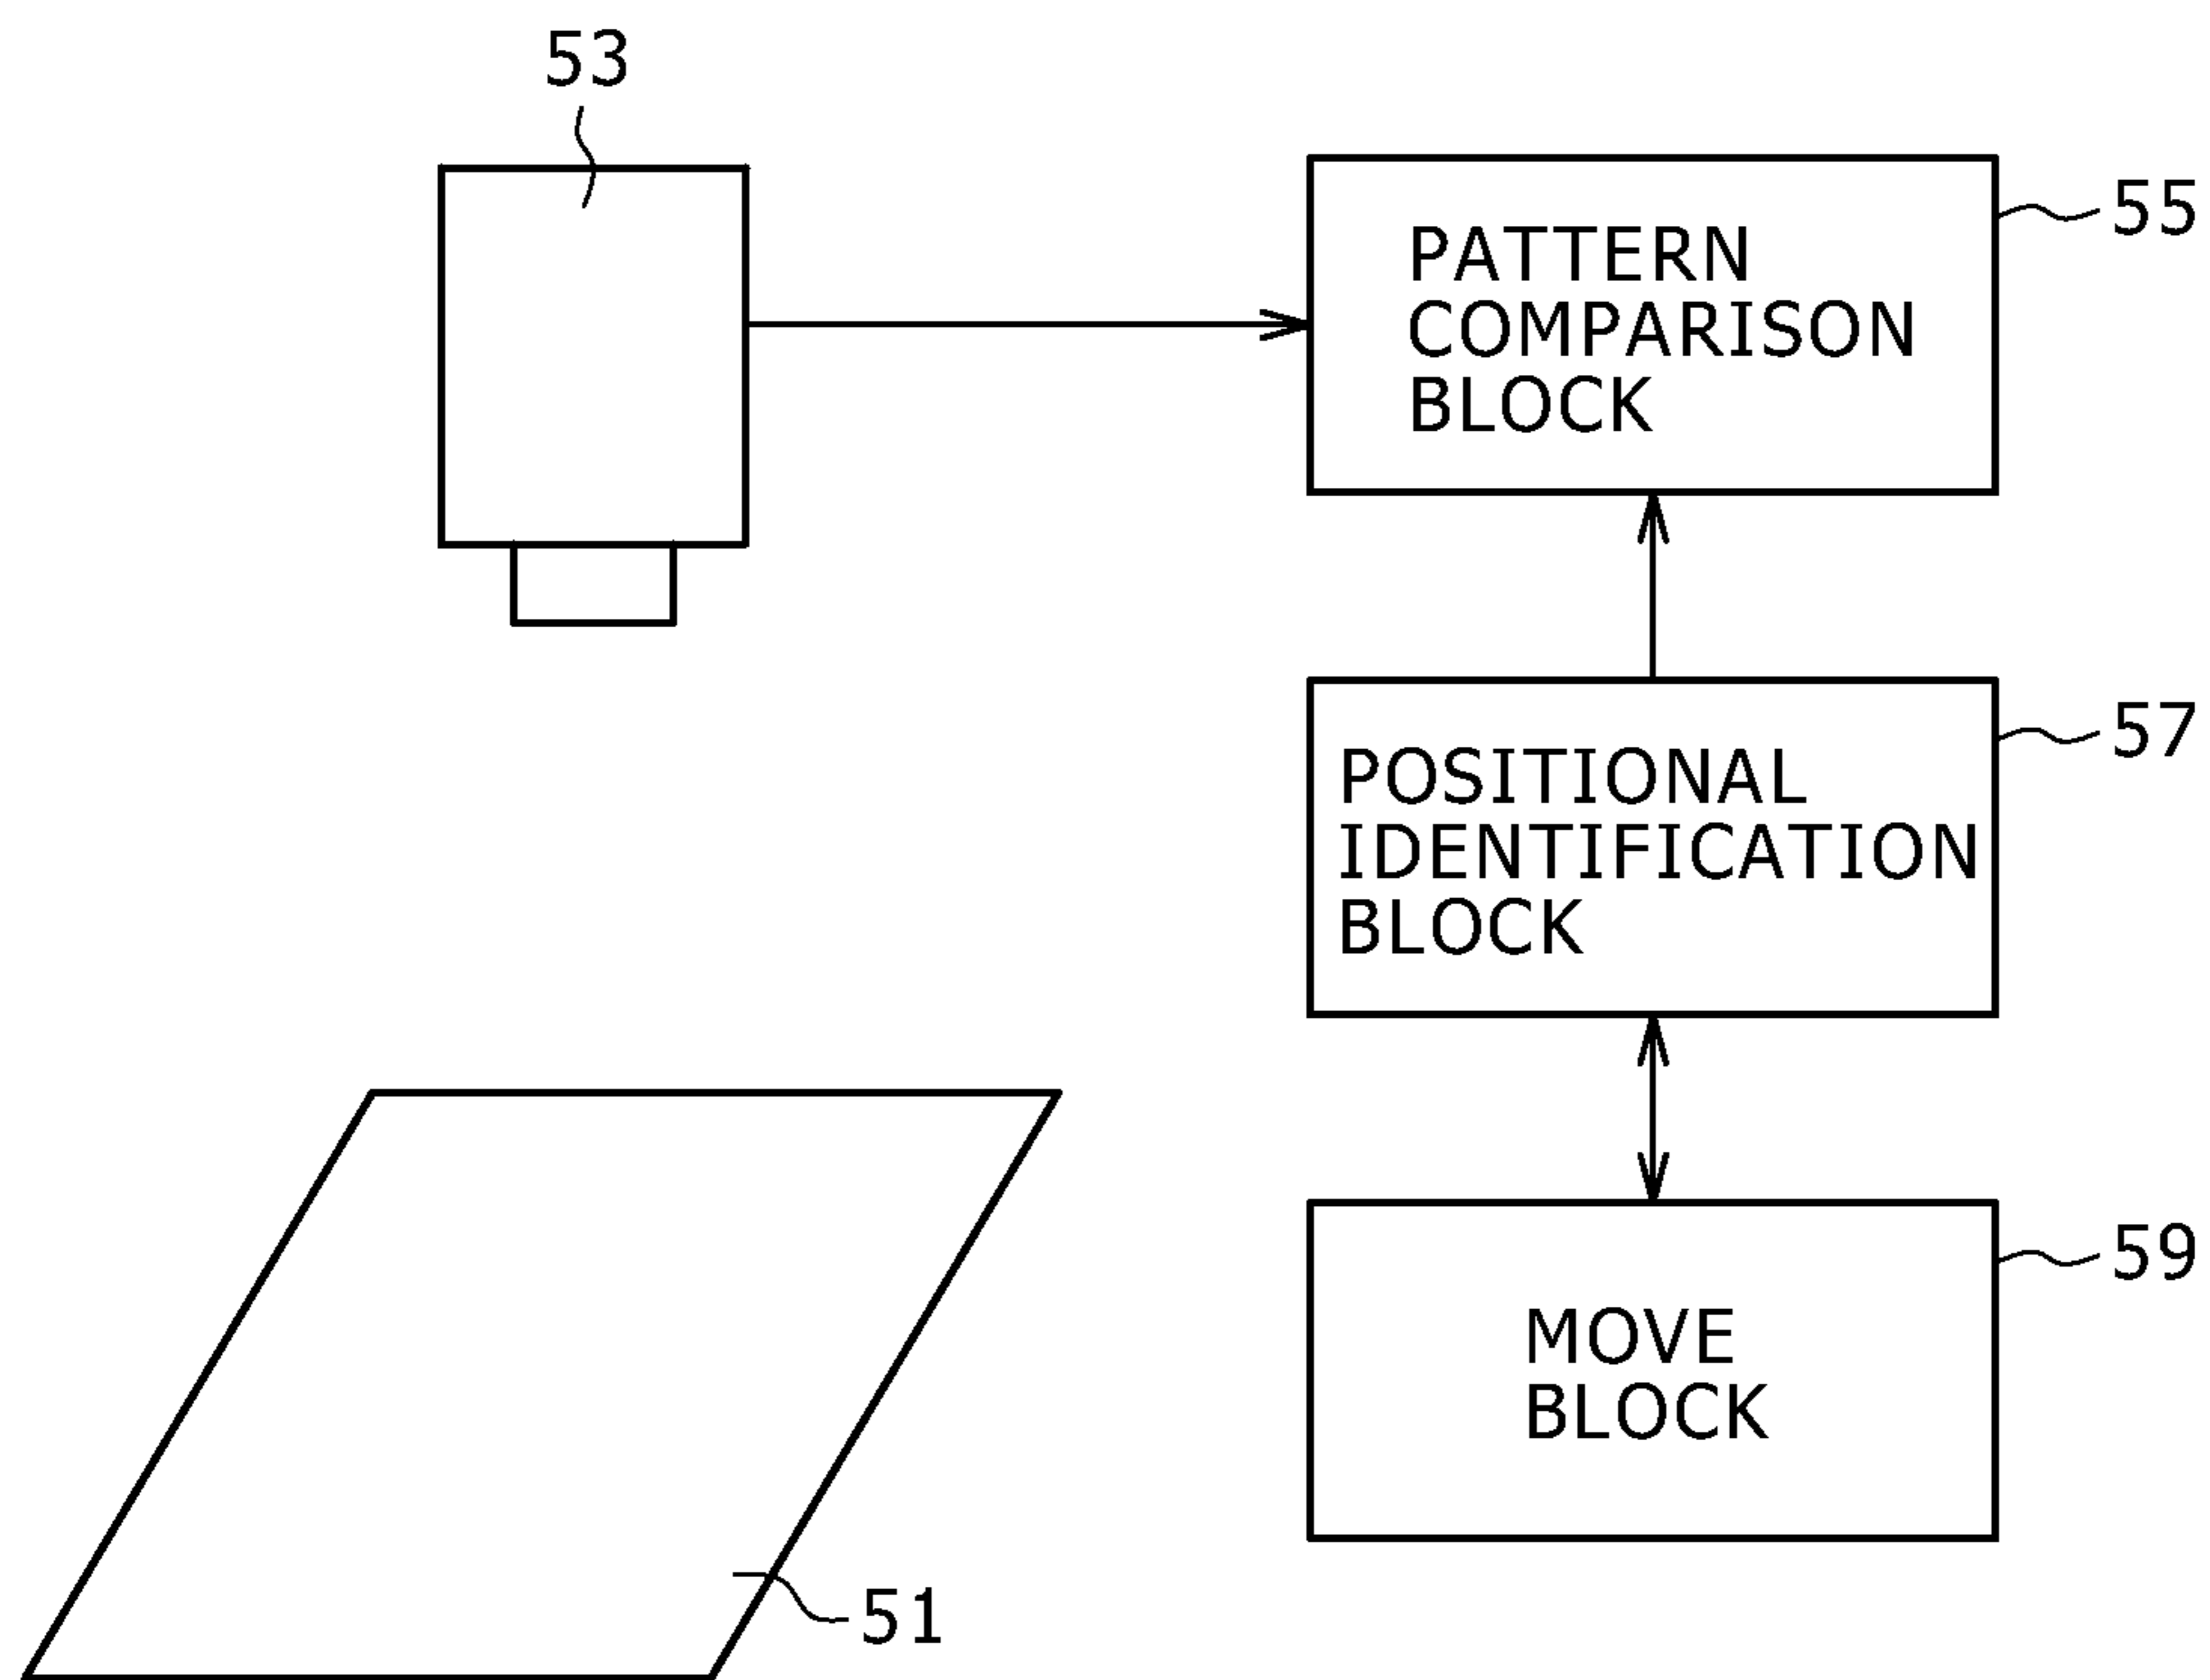 53
PATTERN
COMPARISON
BLOCK
55
POSITIONAL
IDENTIFICATION
BLOCK
57
MOVE
BLOCK
59
51